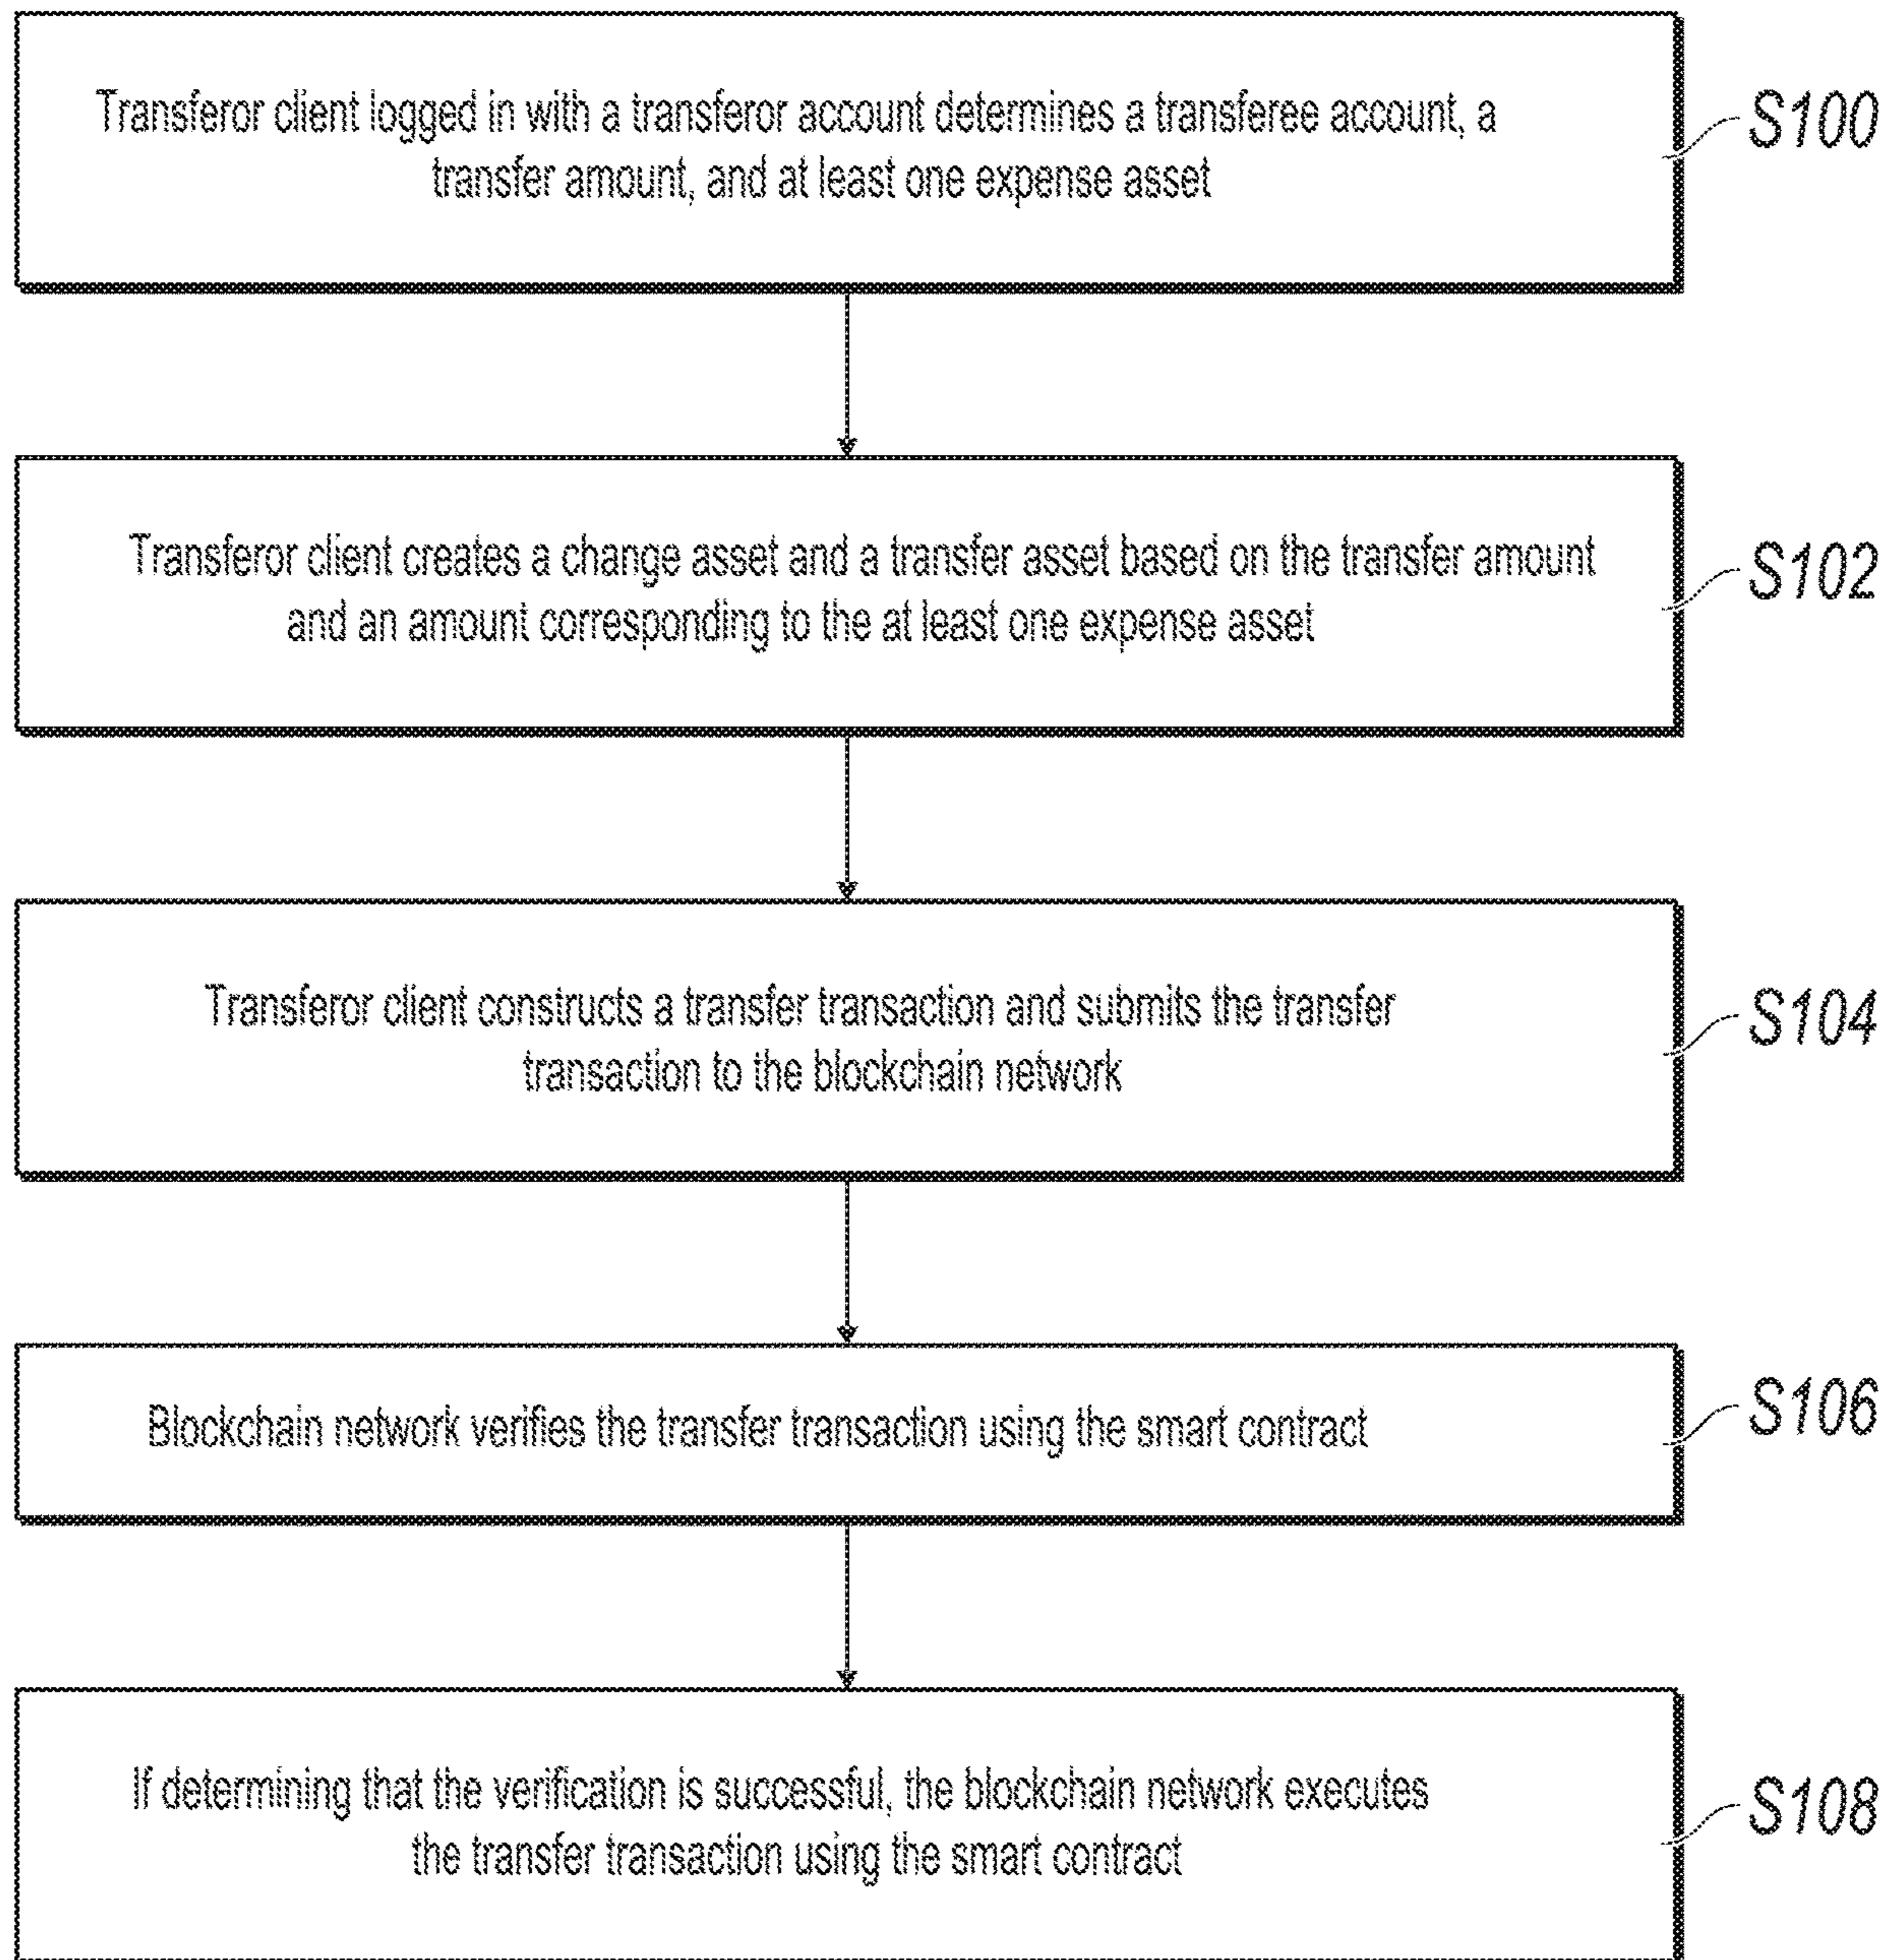 Transferor client logged in with a transferor account determines a transferee account, a
transfer amount, and at least one expense asset
S100
Transferor client creates a change asset and a transfer asset based on the transfer amount
and an amount corresponding to the at least one expense asset
S102
Transferor client constructs a transfer transaction and submits the transfer
transaction to the blockchain network
S104
Blockchain network verifies the transfer transaction using the smart contract
S106
If determining that the verification is successful, the blockchain network executes
the transfer transaction using the smart contract
S108